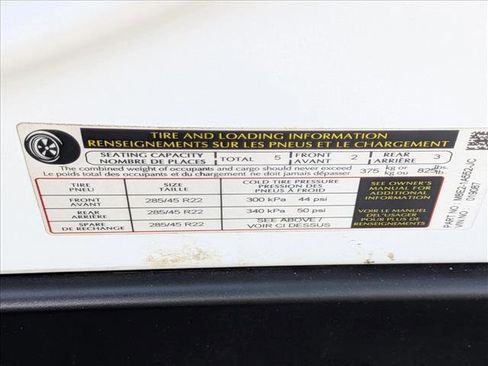 TIRE AND LOADING INFORMATION
RENSEIGNEMENTS SUR LES PNEUS ET LE CHARGEMENT
SEATING CAPACITY
NOMBRE DE PLACES
TOTAL 5
FRONT
AVANT 2
REAR
ARRIÈRE 3
The combined weight of occupants and cargo should never exceed
Le poids total des occupants et du chargement ne doit jamais dépasser
375 kg or
kg ou
825 lbs.
lb.
TIRE
PNEU
SIZE
TAILLE
COLD TIRE PRESSURE
PRESSION DES PNEUS
À FROID
FRONT
AVANT
285/45 R22
300 kPa 44 psi
REAR
ARRIÈRE
285/45 R22
340 kPa 50 psi
SPARE
DE RECHANGE
285/45 R22
SEE ABOVE /
VOIR CI DESSUS
SEE OWNER'S
MANUAL FOR
ADDITIONAL
INFORMATION
VOIR LE MANUEL
DE L'USAGER
POUR PLUS DE
RENSEIGNEMENTS
PART NO
VIN NO